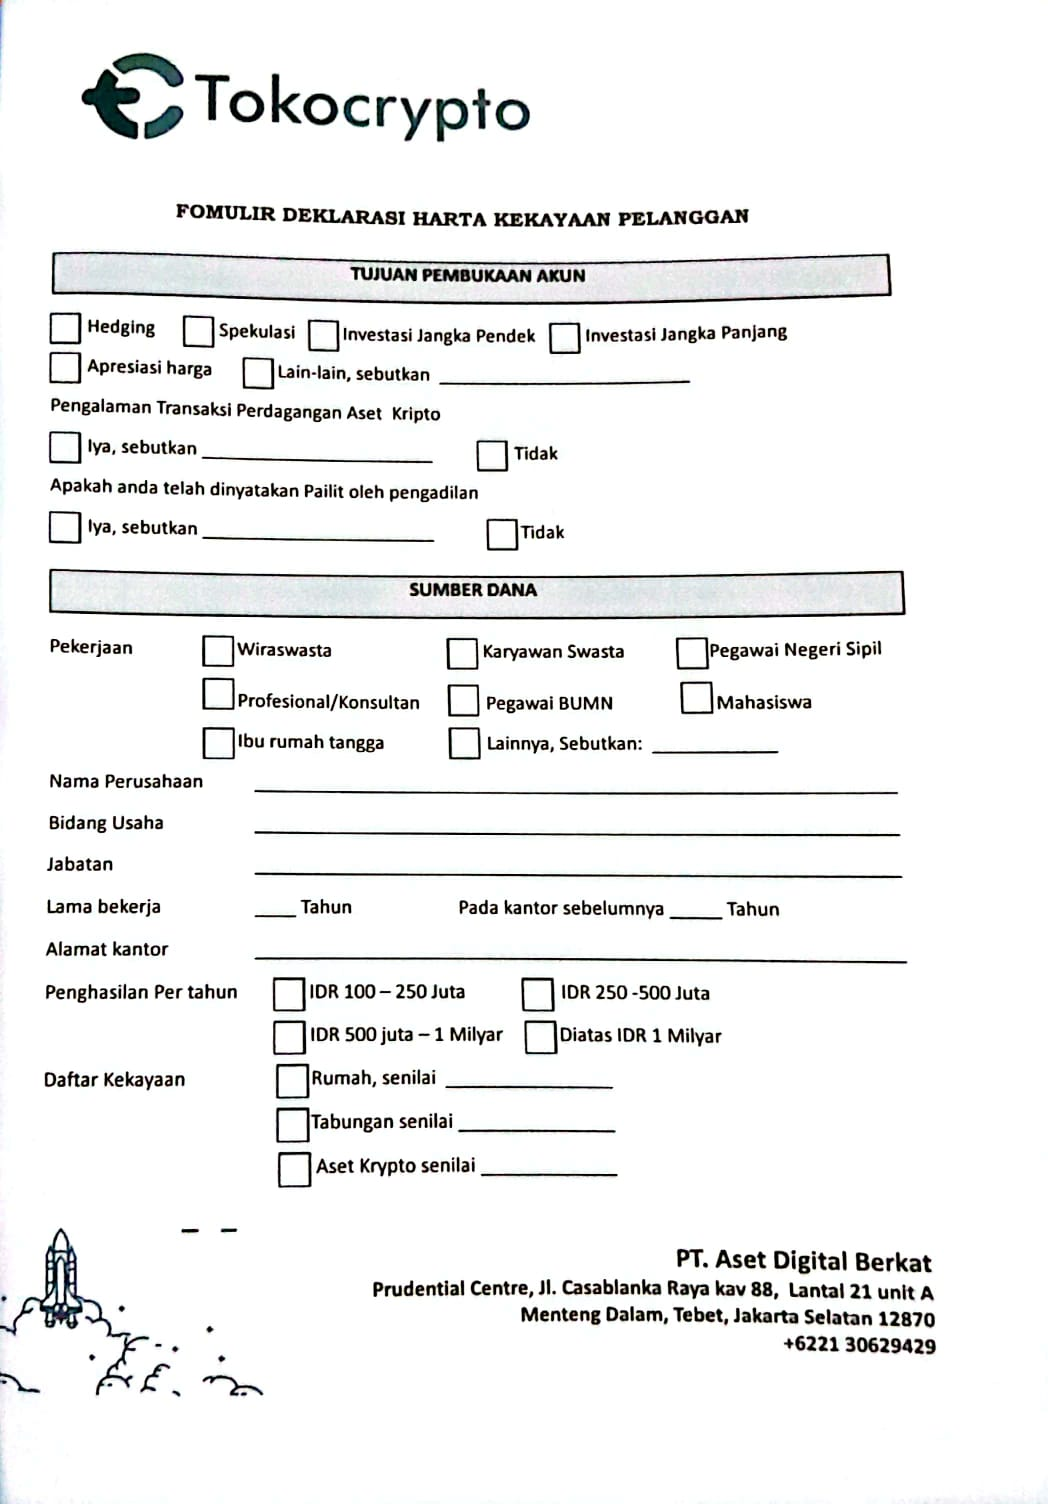 Tokocrypto
FOMULIR DEKLARASI HARTA KEKAYAAN PELANGGAN
TUJUAN PEMBUKAAN AKUN
Hedging Spekulasi Investasi Jangka Pendek Investasi Jangka Panjang
Apresiasi harga Lain-lain, sebutkan
Pengalaman Transaksi Perdagangan Aset Kripto
Iya, sebutkan Tidak
Apakah anda telah dinyatakan Pailit oleh pengadilan
Iya, sebutkan Tidak
SUMBER DANA
Pekerjaan Wiraswasta Karyawan Swasta Pegawai Negeri Sipil
Profesional/Konsultan Pegawai BUMN Mahasiswa
Ibu rumah tangga Lainnya, Sebutkan:
Nama Perusahaan
Bidang Usaha
Jabatan
Lama bekerja Tahun Pada kantor sebelumnya Tahun
Alamat kantor
Penghasilan Per tahun IDR 100 – 250 Juta IDR 250 -500 Juta
IDR 500 juta – 1 Milyar Diatas IDR 1 Milyar
Daftar Kekayaan Rumah, senilai
Tabungan senilai
Aset Krypto senilai
PT. Aset Digital Berkat
Prudential Centre, Jl. Casablanka Raya kav 88, Lantal 21 unit A
Menteng Dalam, Tebet, Jakarta Selatan 12870
+6221 30629429